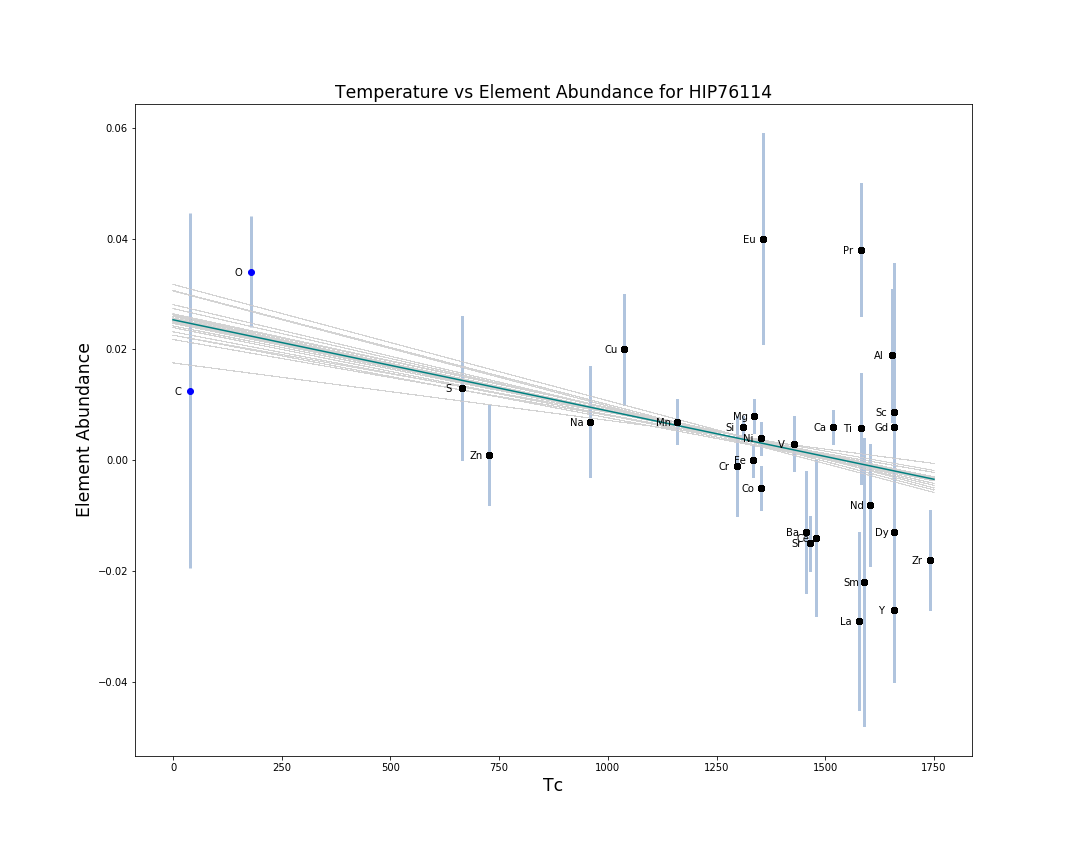 Temperature vs Element Abundance for HIP76114
0.06
Eu
0.04
Pr
O
0.02
Cu
Al
C
S
Na
Mn
Mg
Si
Ni
V
Ca
Ti
Sc
Gd
Zn
0.00
Fe
Cr
Co
Nd
Ba
Ce
Sr
Dy
Zr
−0.02
Sm
La
Y
−0.04
Element Abundance
0 250 500 750 1000 1250 1500 1750
Tc